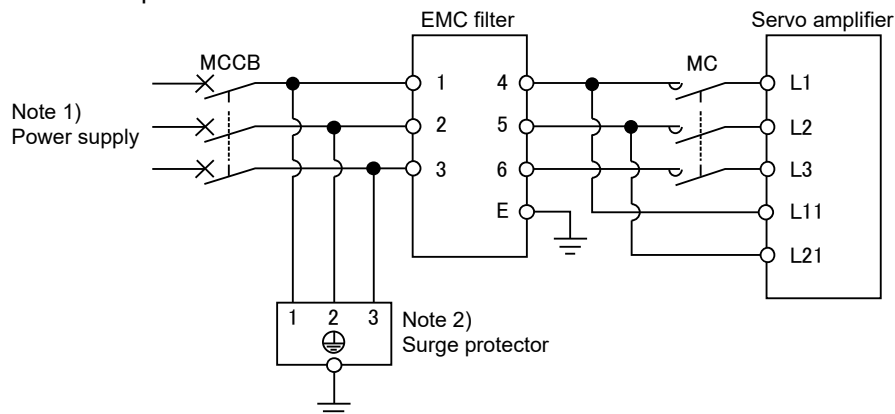 EMC filter
Servo amplifier
MCCB
MC
1
4
L1
Note 1)
Power supply
2
5
L2
3
6
L3
E
L11
L21
1 2 3
Note 2)
Surge protector